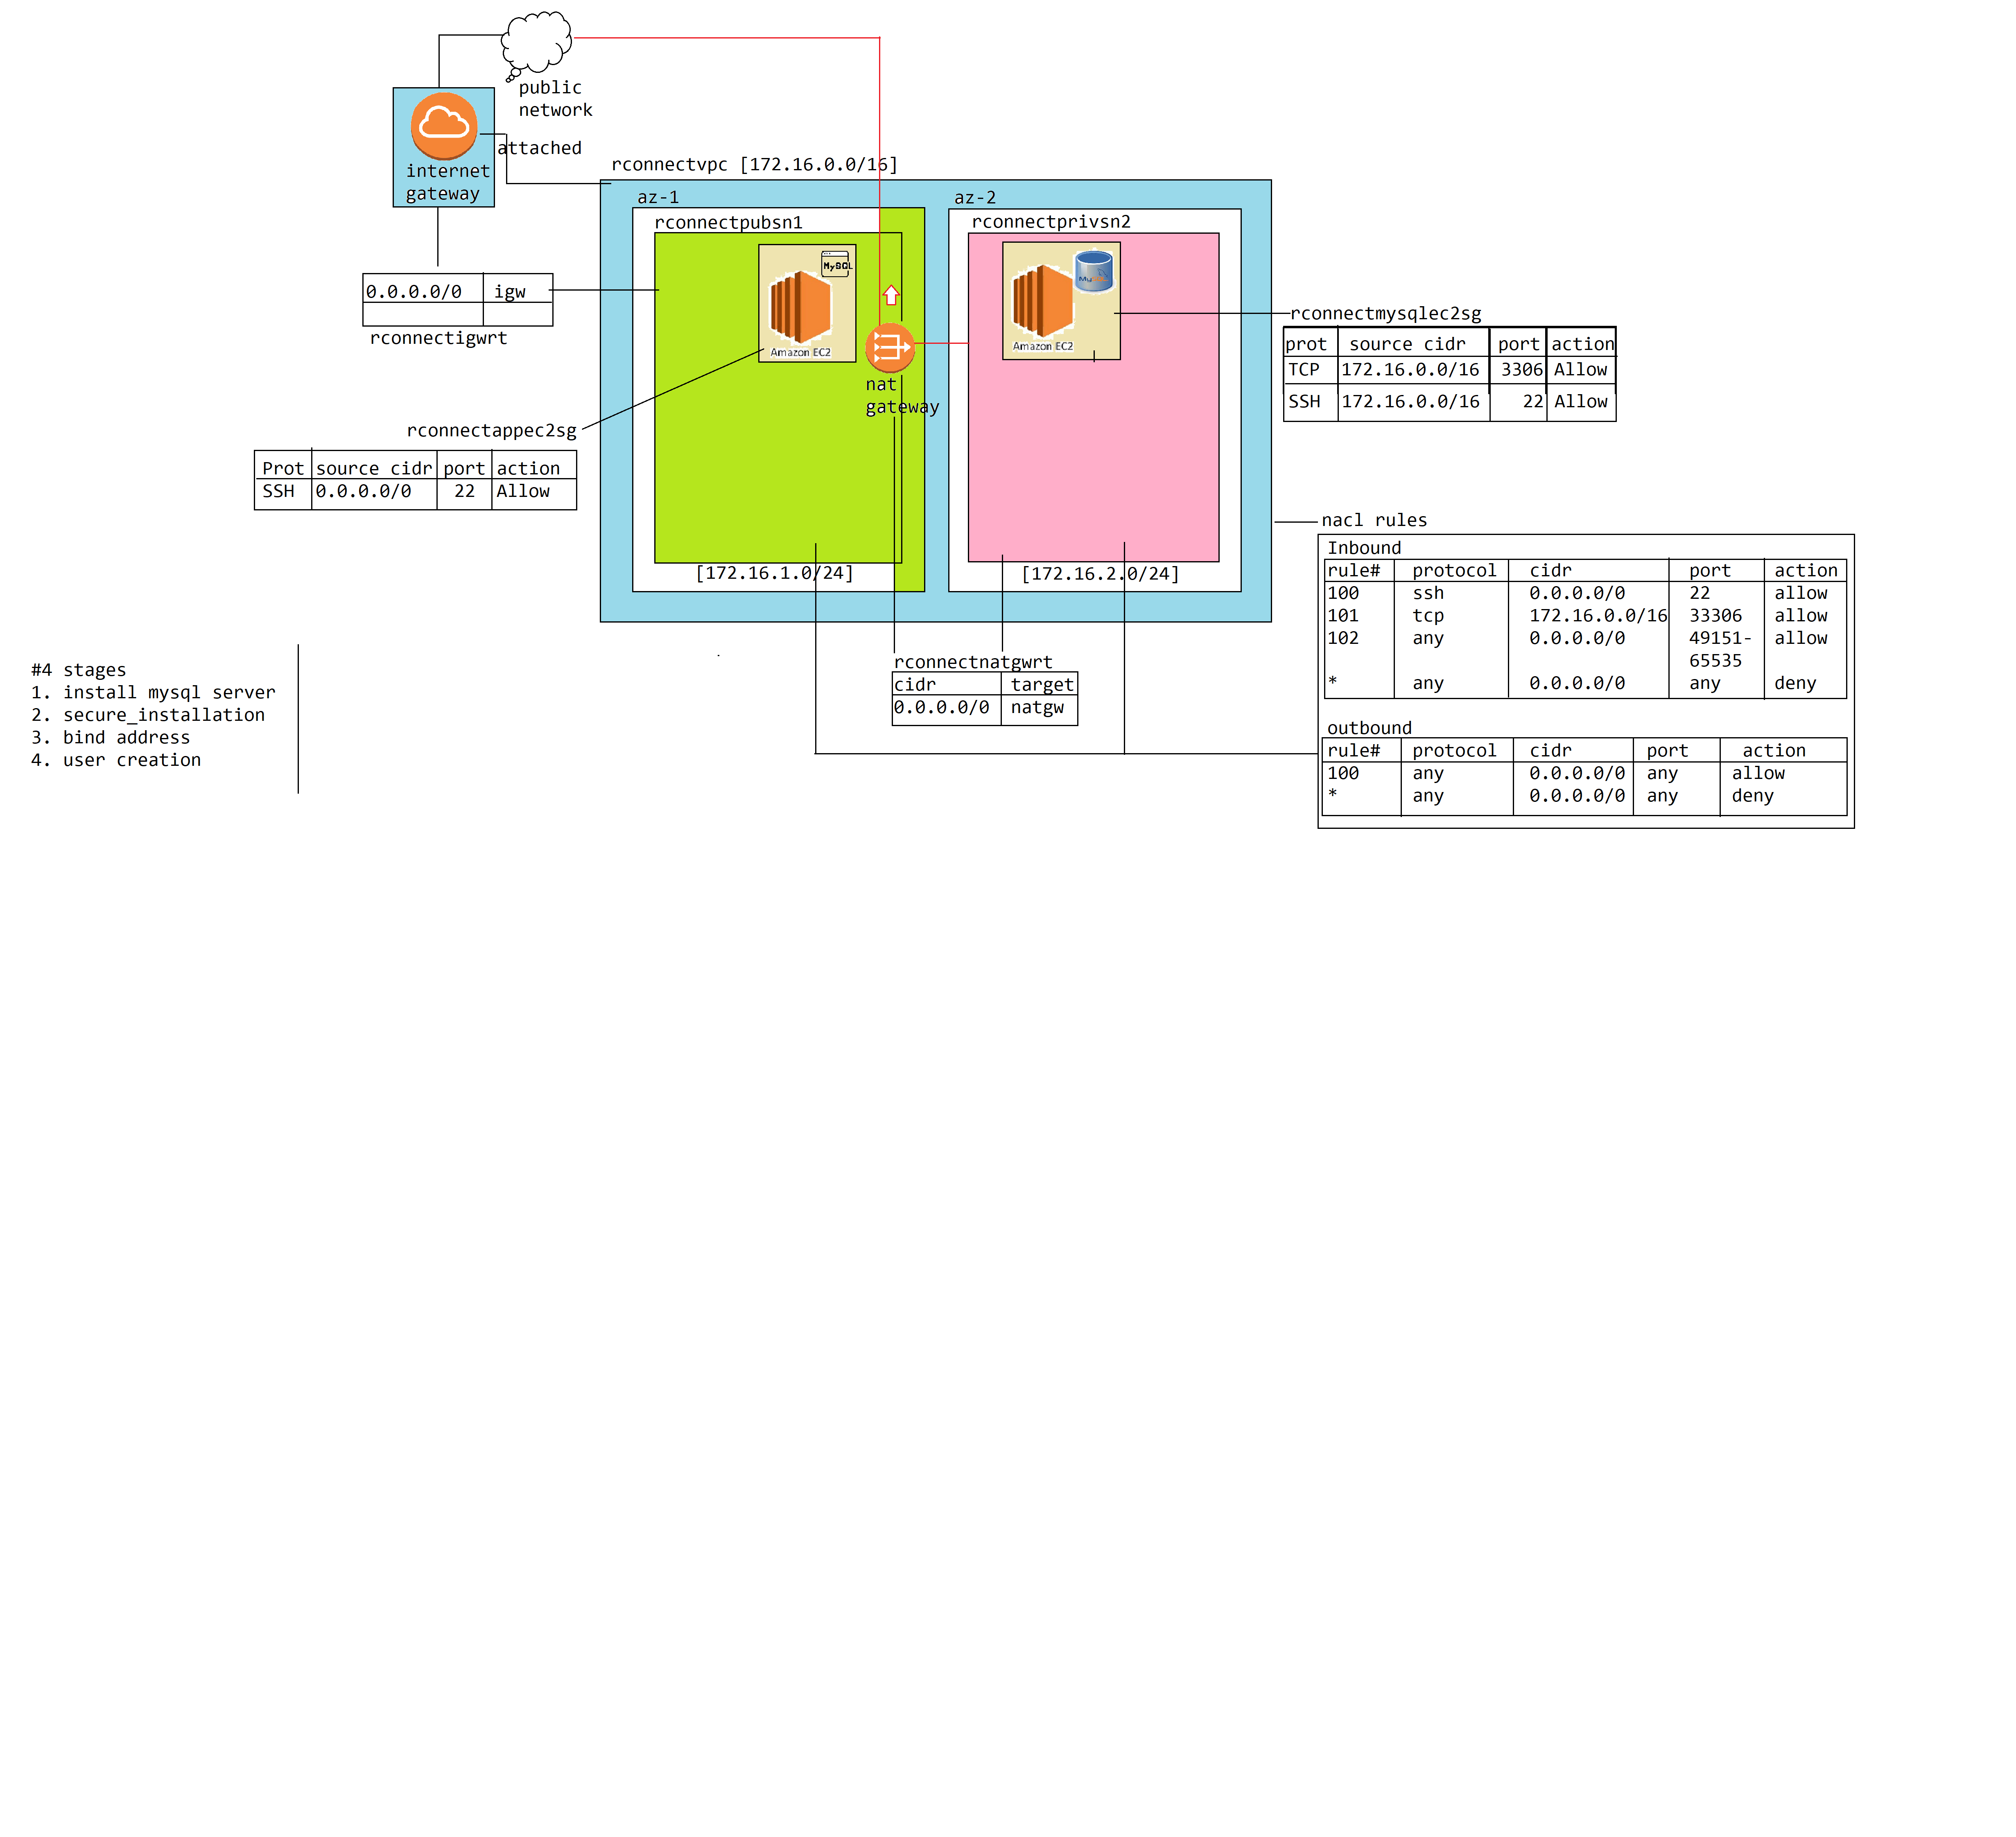 public
network
attached
internet
gateway
rconnectvpc [172.16.0.0/16]
az-1
az-2
rconnectpubsn1
rconnectprivsn2
MySQL
Amazon EC2
MySQL
Amazon EC2
0.0.0.0/0 igw
rconnectigwrt
nat
gateway
rconnectmysqlec2sg
prot source cidr port action
TCP 172.16.0.0/16 3306 Allow
SSH 172.16.0.0/16 22 Allow
rconnectappec2sg
Prot source cidr port action
SSH 0.0.0.0/0 22 Allow
[172.16.1.0/24]
[172.16.2.0/24]
nacl rules
Inbound
rule# protocol cidr port action
100 ssh 0.0.0.0/0 22 allow
101 tcp 172.16.0.0/16 33306 allow
102 any 0.0.0.0/0 49151- allow
65535
* any 0.0.0.0/0 any deny
outbound
rule# protocol cidr port action
100 any 0.0.0.0/0 any allow
* any 0.0.0.0/0 any deny
rconnectnatgwrt
cidr target
0.0.0.0/0 natgw
#4 stages
1. install mysql server
2. secure_installation
3. bind address
4. user creation